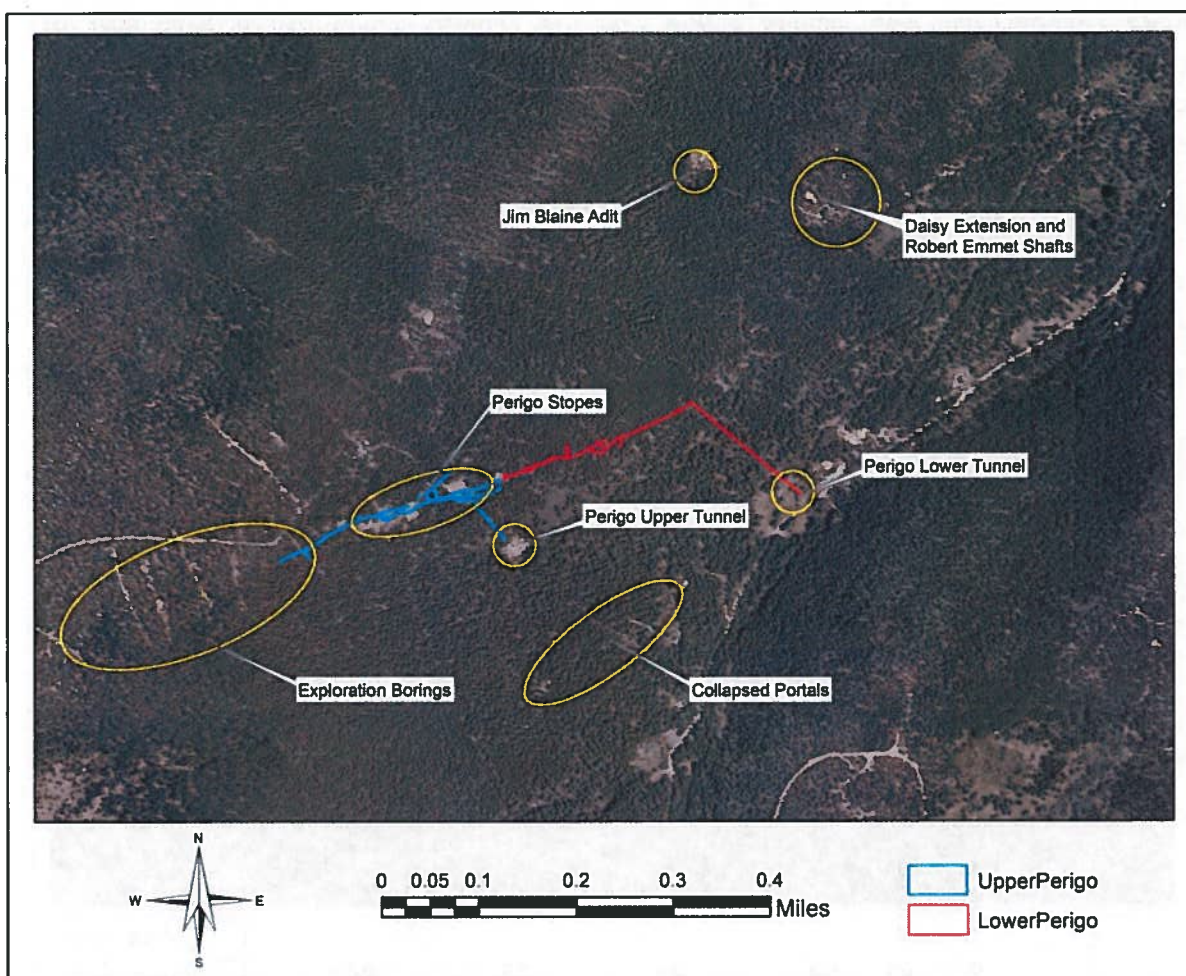 Jim Blaine Adit
Daisy Extension and
Robert Emmet Shafts
Perigo Stopes
Perigo Lower Tunnel
Perigo Upper Tunnel
Exploration Borings
Collapsed Portals
N
W E
S
0 0.05 0.1 0.2 0.3 0.4
Miles
UpperPerigo
LowerPerigo